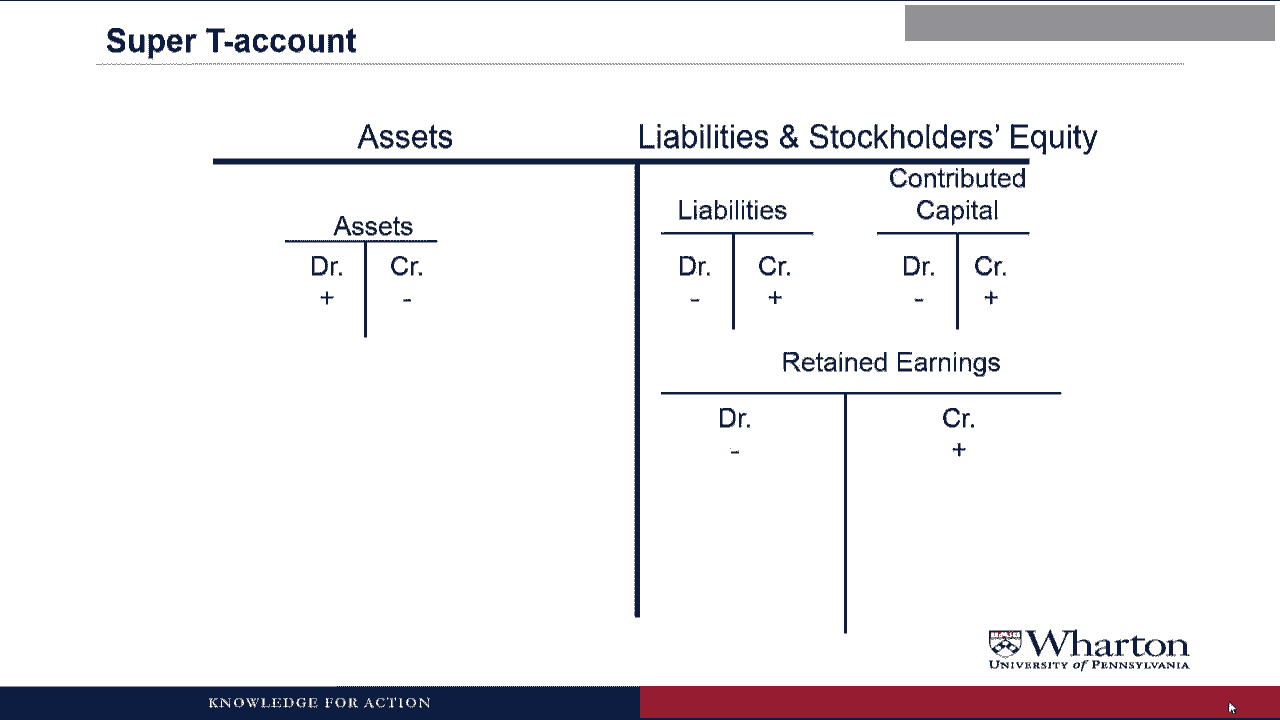 Super T-account
Assets
Liabilities & Stockholders' Equity
Assets
Dr. Cr.
+ -
Liabilities
Dr. Cr.
- +
Contributed
Capital
Dr. Cr.
- +
Retained Earnings
Dr. Cr.
- +
Wharton
UNIVERSITY of PENNSYLVANIA
KNOWLEDGE FOR ACTION